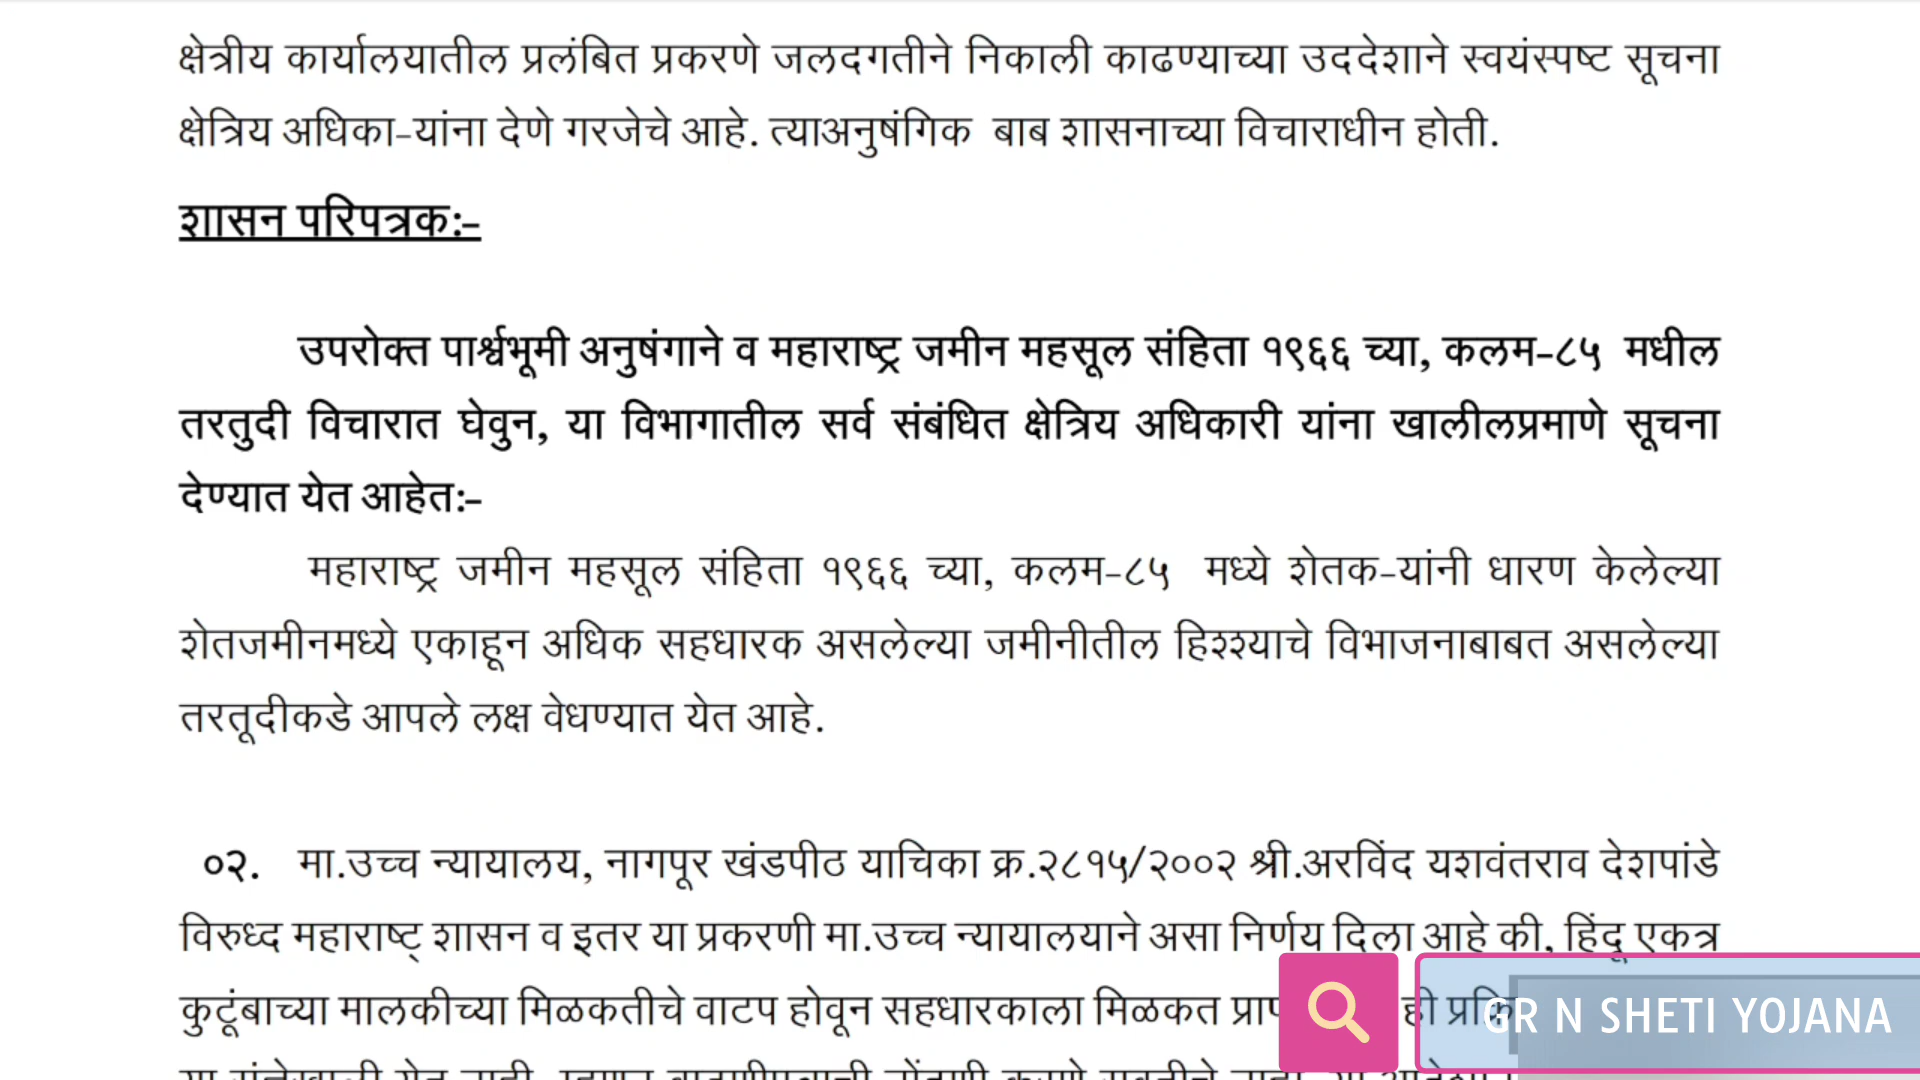 क्षेत्रीय कार्यालयातील प्रलंबित प्रकरणे जलदगतीने निकाली काढण्याच्या उददेशाने स्वयंस्पष्ट सूचना
क्षेत्रिय अधिका-यांना देणे गरजेचे आहे. त्याअनुषंगिक बाब शासनाच्या विचाराधीन होती.
शासन परिपत्रक:-
उपरोक्त पार्श्वभूमी अनुषंगाने व महाराष्ट्र जमीन महसूल संहिता १९६६ च्या, कलम-८५ मधील
तरतुदी विचारात घेवुन, या विभागातील सर्व संबंधित क्षेत्रिय अधिकारी यांना खालीलप्रमाणे सूचना
देण्यात येत आहेत:-
महाराष्ट्र जमीन महसूल संहिता १९६६ च्या, कलम-८५ मध्ये शेतक-यांनी धारण केलेल्या
शेतजमीनमध्ये एकाहून अधिक सहधारक असलेल्या जमीनीतील हिश्श्याचे विभाजनाबाबत असलेल्या
तरतूदीकडे आपले लक्ष वेधण्यात येत आहे.
०२. मा.उच्च न्यायालय, नागपूर खंडपीठ याचिका क्र.२८१५/२००२ श्री.अरविंद यशवंतराव देशपांडे
विरुध्द महाराष्ट् शासन व इतर या प्रकरणी मा.उच्च न्यायालयाने असा निर्णय दिला आहे की, हिंदू एकत्र
कुटूंबाच्या मालकीच्या मिळकतीचे वाटप होवून सहधारकाला मिळकत ही
GR N SHETI YOJANA